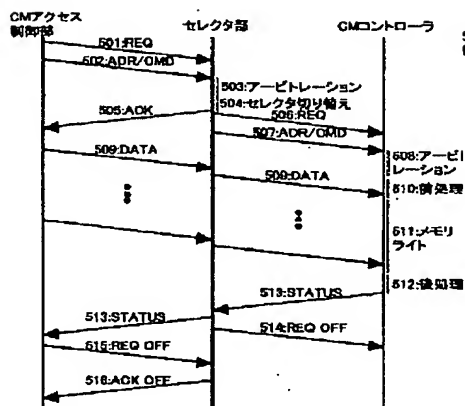 CMアクセス
制御部
セレクタ部
CMコントローラ
501:REQ
502:ADR/CMD
503:アービトレーション
504:セレクタ切り替え
505:ACK
506:REQ
507:ADR/CMD
508:アービト
レーション
509:DATA
509:DATA
510:前処理
511:メモリ
ライト
512:後処理
513:STATUS
513:STATUS
514:REQ OFF
515:REQ OFF
516:ACK OFF